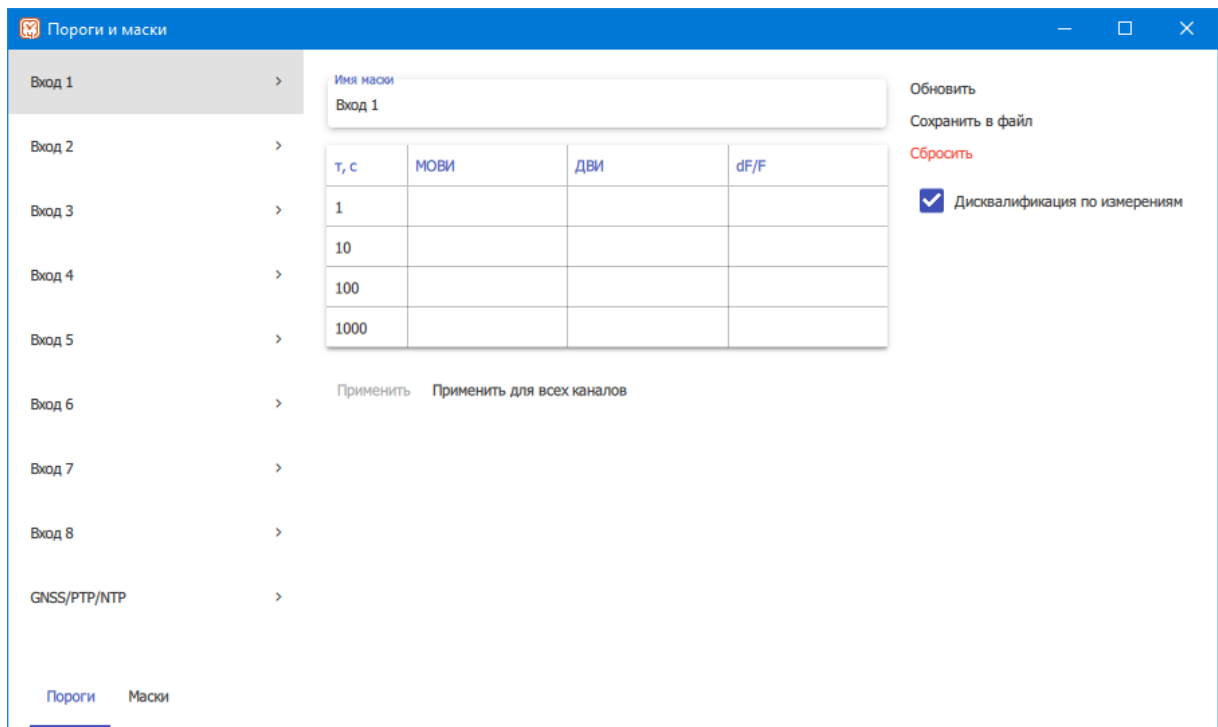 Пороги и маски
Вход 1
Вход 2
Вход 3
Вход 4
Вход 5
Вход 6
Вход 7
Вход 8
GNSS/PTP/NTP
Пороги Маски
Имя маски
Вход 1
т, с МОВИ ДВИ dF/F
1
10
100
1000
Применить Применить для всех каналов
Обновить
Сохранить в файл
Сбросить
Дисквалификация по измерениям